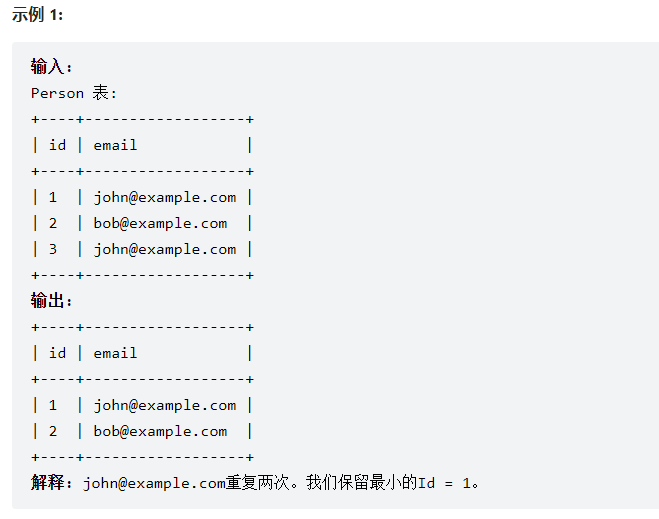 示例 1:
输入：
Person 表:
+----+------------------+
| id | email            |
+----+------------------+
| 1  | john@example.com |
| 2  | bob@example.com  |
| 3  | john@example.com |
+----+------------------+
输出：
+----+------------------+
| id | email            |
+----+------------------+
| 1  | john@example.com |
| 2  | bob@example.com  |
+----+------------------+
解释：john@example.com重复两次。我们保留最小的Id = 1。